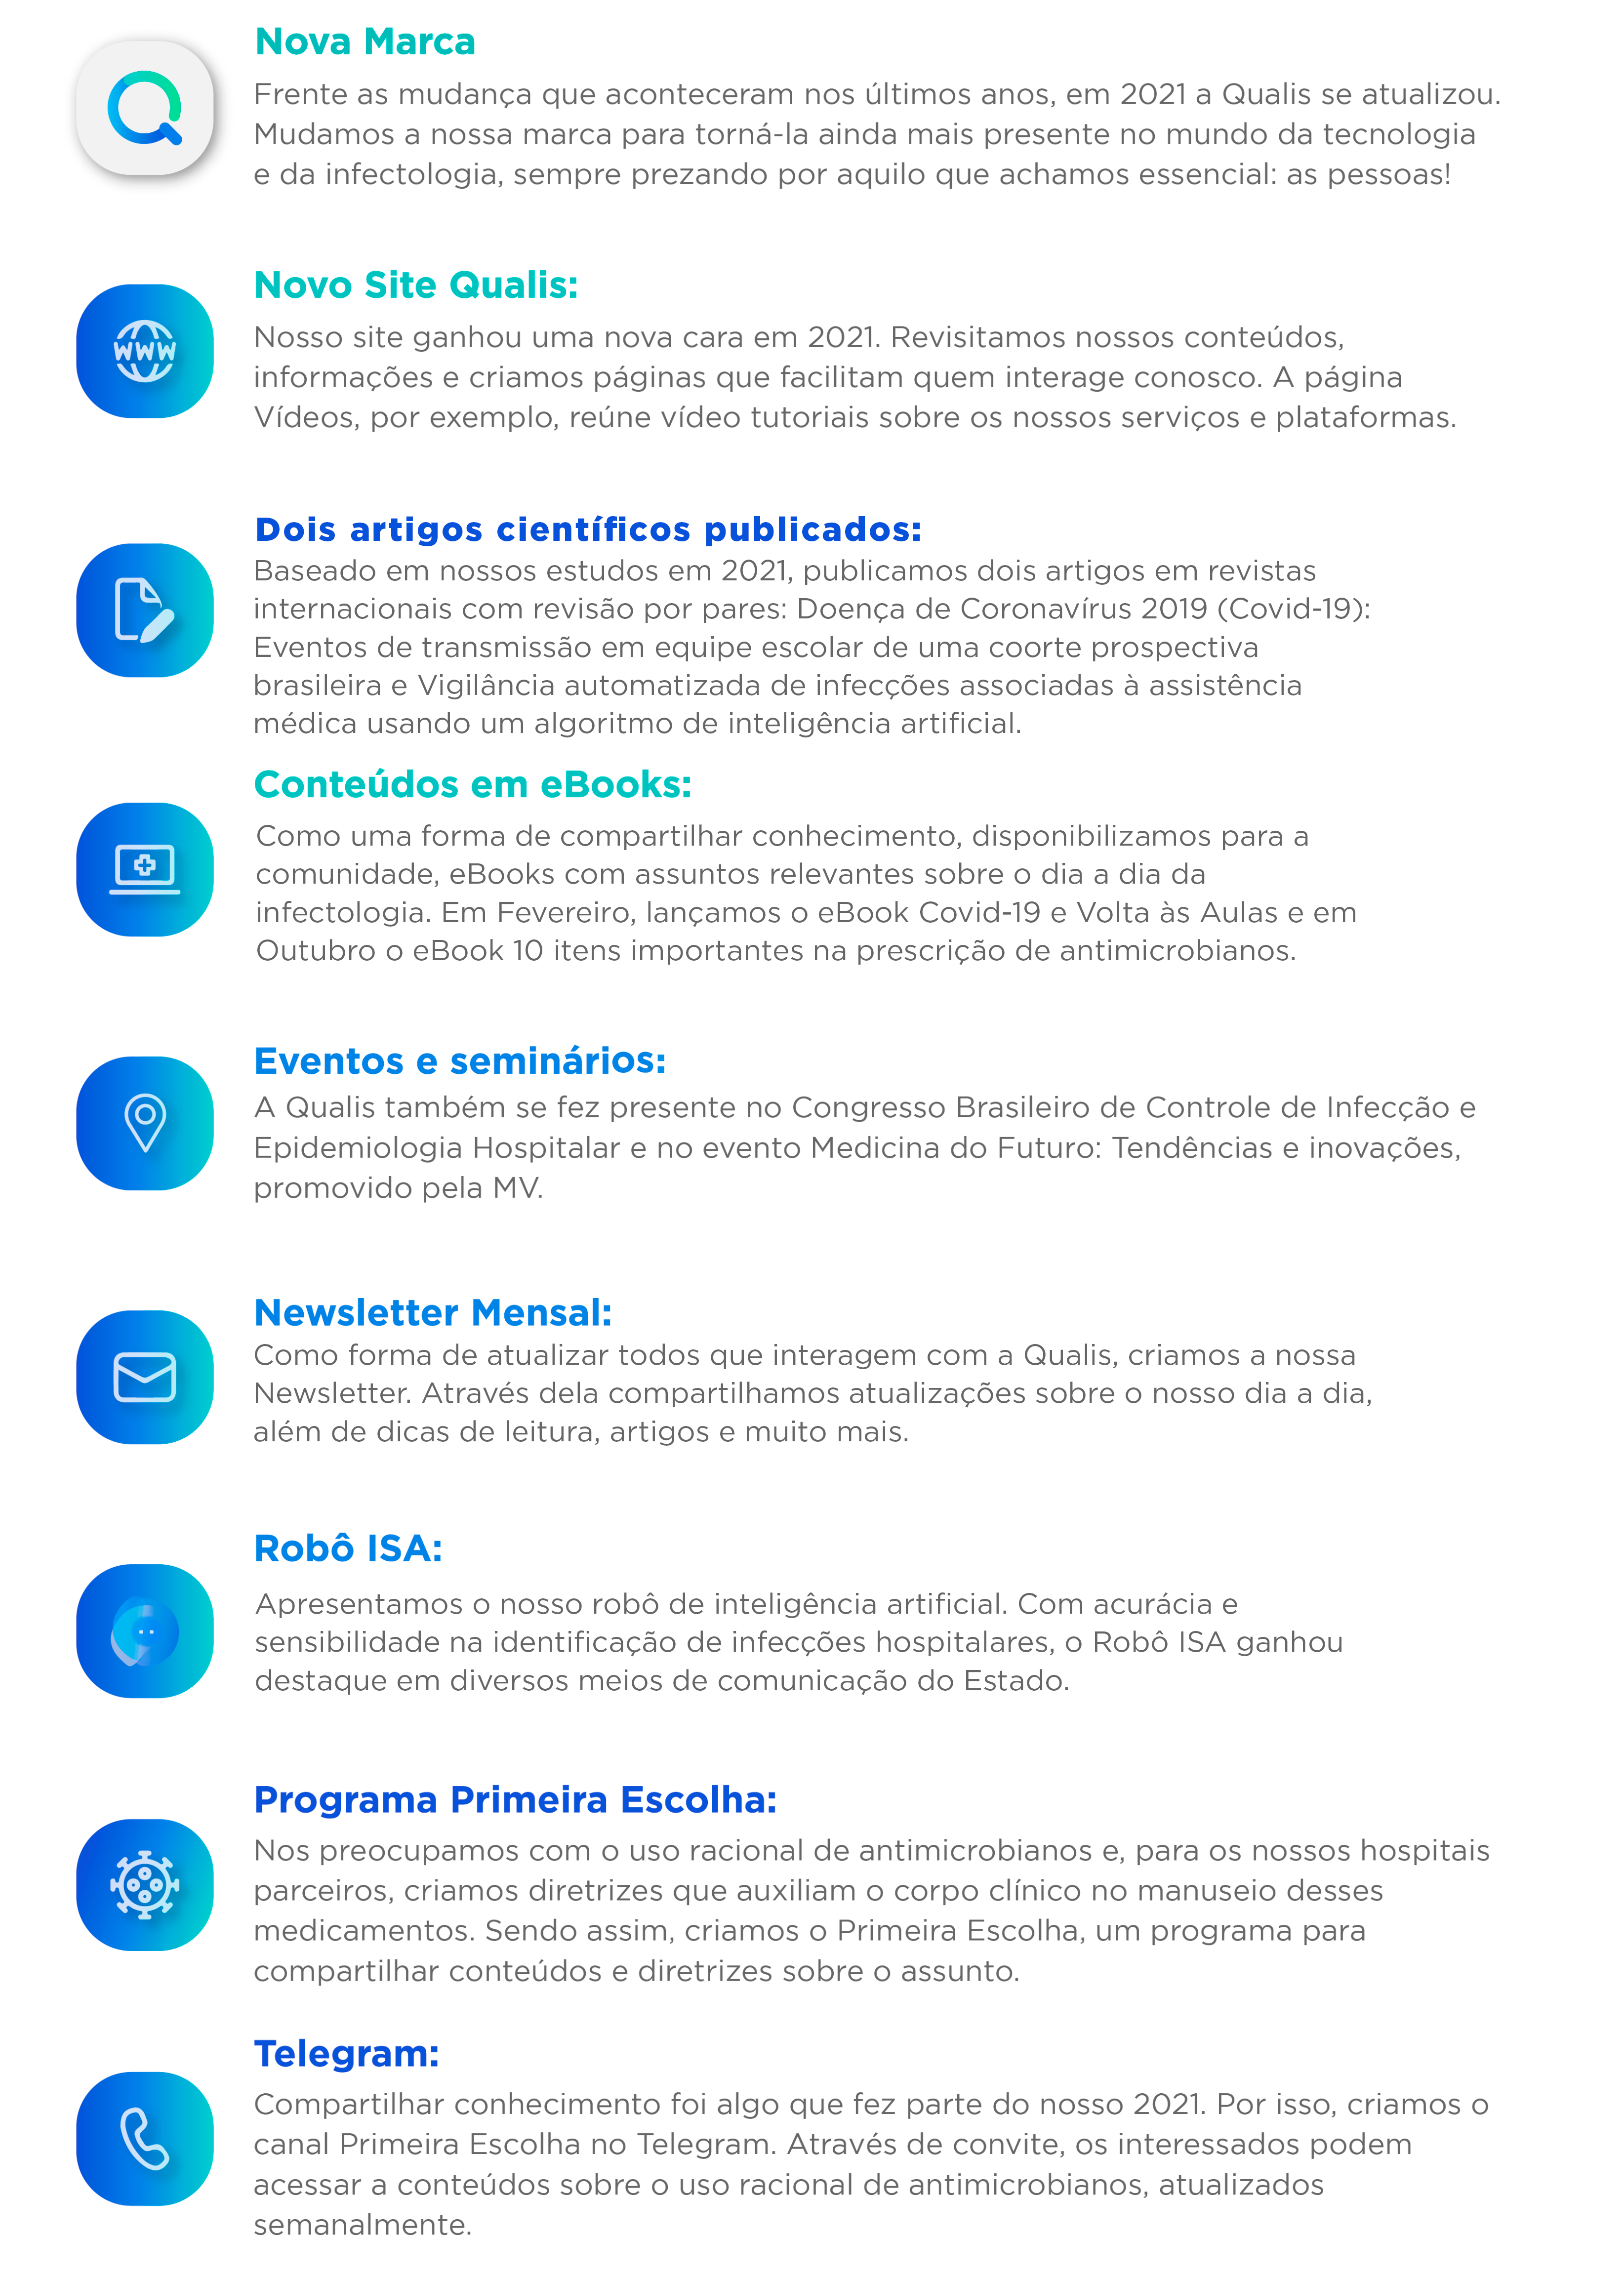 Nova Marca
Frente as mudança que aconteceram nos últimos anos, em 2021 a Qualis se atualizou.
Mudamos a nossa marca para torná-la ainda mais presente no mundo da tecnologia
e da infectologia, sempre prezando por aquilo que achamos essencial: as pessoas!
Novo Site Qualis:
WWW
Nosso site ganhou uma nova cara em 2021. Revisitamos nossos conteúdos,
informações e criamos páginas que facilitam quem interage conosco. A página
Vídeos, por exemplo, reúne vídeo tutoriais sobre os nossos serviços e plataformas.
Dois artigos científicos publicados:
Baseado em nossos estudos em 2021, publicamos dois artigos em revistas
internacionais com revisão por pares: Doença de Coronavírus 2019 (Covid-19):
Eventos de transmissão em equipe escolar de uma coorte prospectiva
brasileira e Vigilância automatizada de infecções associadas à assistência
médica usando um algoritmo de inteligência artificial.
Conteúdos em eBooks:
Como uma forma de compartilhar conhecimento, disponibilizamos para a
comunidade, eBooks com assuntos relevantes sobre o dia a dia da
infectologia. Em Fevereiro, lançamos o eBook Covid-19 e Volta às Aulas e em
Outubro o eBook 10 itens importantes na prescrição de antimicrobianos.
Eventos e seminários:
A Qualis também se fez presente no Congresso Brasileiro de Controle de Infecção e
Epidemiologia Hospitalar e no evento Medicina do Futuro: Tendências e inovações,
promovido pela MV.
Newsletter Mensal:
Como forma de atualizar todos que interagem com a Qualis, criamos a nossa
Newsletter. Através dela compartilhamos atualizações sobre o nosso dia a dia,
além de dicas de leitura, artigos e muito mais.
Robô ISA:
Apresentamos o nosso robô de inteligência artificial. Com acurácia e
sensibilidade na identificação de infecções hospitalares, o Robô ISA ganhou
destaque em diversos meios de comunicação do Estado.
Programa Primeira Escolha:
Nos preocupamos com o uso racional de antimicrobianos e, para os nossos hospitais
parceiros, criamos diretrizes que auxiliam o corpo clínico no manuseio desses
medicamentos. Sendo assim, criamos o Primeira Escolha, um programa para
compartilhar conteúdos e diretrizes sobre o assunto.
Telegram:
Compartilhar conhecimento foi algo que fez parte do nosso 2021. Por isso, criamos o
canal Primeira Escolha no Telegram. Através de convite, os interessados podem
acessar a conteúdos sobre o uso racional de antimicrobianos, atualizados
semanalmente.